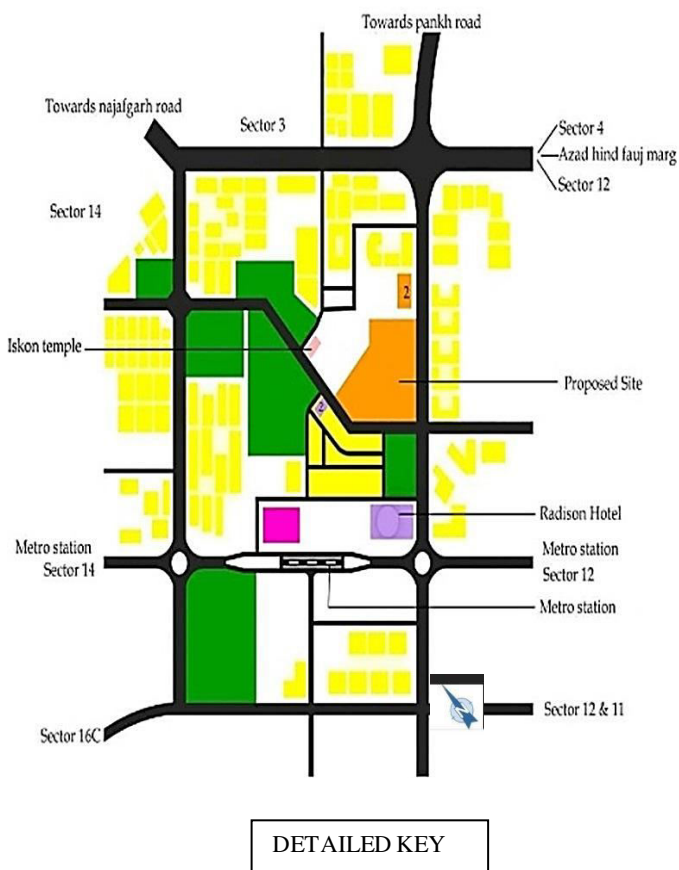 Towards pankh road
Towards najafgarh road
Sector 3
Sector 4
Azad hind fauj marg
Sector 12
Sector 14
2
Iskon temple
Proposed Site
2
Radison Hotel
Metro station
Sector 14
Metro station
Sector 12
Metro station
Sector 12 & 11
Sector 16C
DETAILED KEY